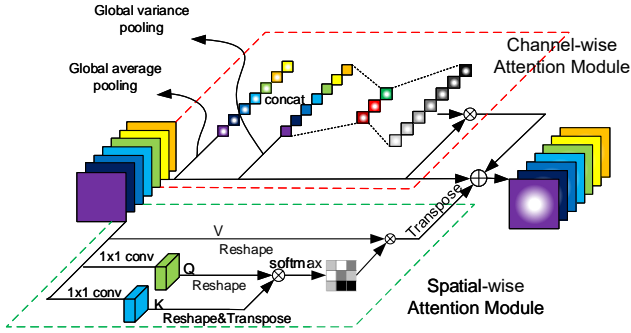 Global variance
pooling
Global average
pooling
concat
Channel-wise
Attention Module
Transpose
V
Reshape
1x1 conv
Q
Reshape
softmax
1x1 conv
K
Reshape&Transpose
Spatial-wise
Attention Module